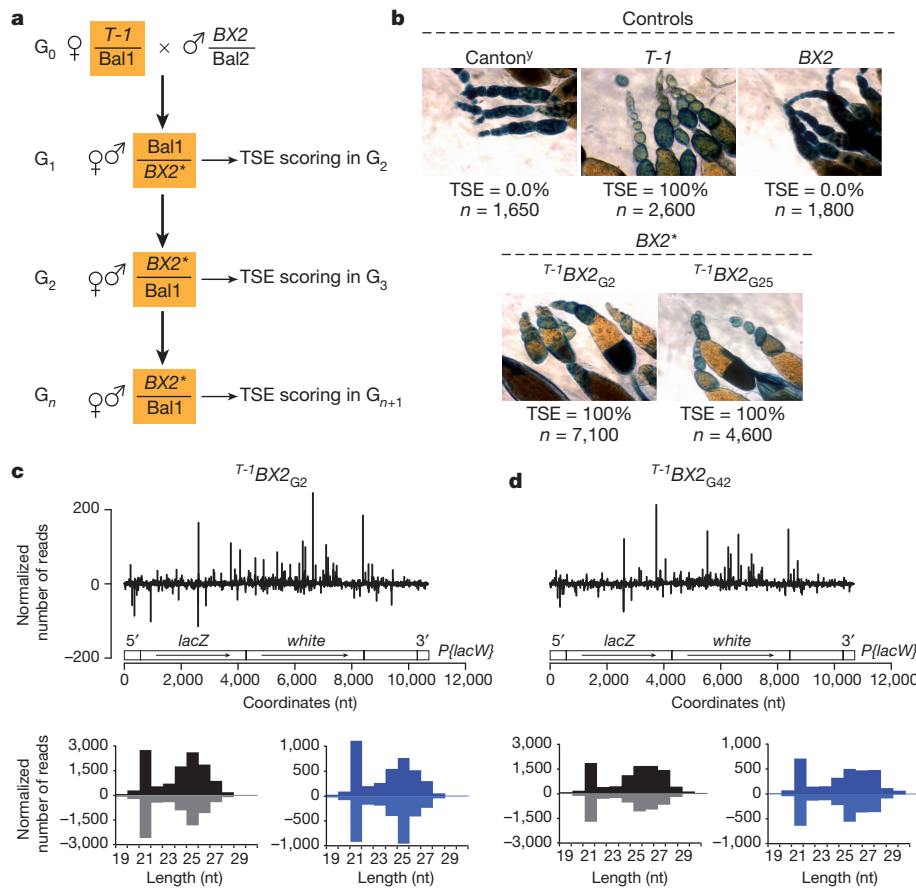 a
G0 ♀ T-1 / Bal1 × ♂ BX2 / Bal2
G1 ♀♂ Bal1 / BX2* TSE scoring in G2
G2 ♀♂ BX2* / Bal1 TSE scoring in G3
Gn ♀♂ BX2* / Bal1 TSE scoring in Gn+1
b
Controls
Cantonʸ T-1 BX2
TSE = 0.0% TSE = 100% TSE = 0.0%
n = 1,650 n = 2,600 n = 1,800
BX2*
T-1BX2G2 T-1BX2G25
TSE = 100% TSE = 100%
n = 7,100 n = 4,600
c
T-1BX2G2
Normalized
number of reads
200
0
–200
5′ lacZ white 3′ P{lacW}
0 2,000 4,000 6,000 8,000 10,000 12,000
Coordinates (nt)
d
T-1BX2G42
5′ lacZ white 3′
0 2,000 4,000 6,000 8,000 10,000 12,000
Coordinates (nt)
Normalized
number of reads
3,000
1,500
0
–1,500
–3,000
19 21 23 25 27 29
Length (nt)
1,000
500
0
–500
–1,000
19 21 23 25 27 29
Length (nt)
3,000
1,500
0
–1,500
–3,000
19 21 23 25 27 29
Length (nt)
1,000
500
0
–500
–1,000
19 21 23 25 27 29
Length (nt)